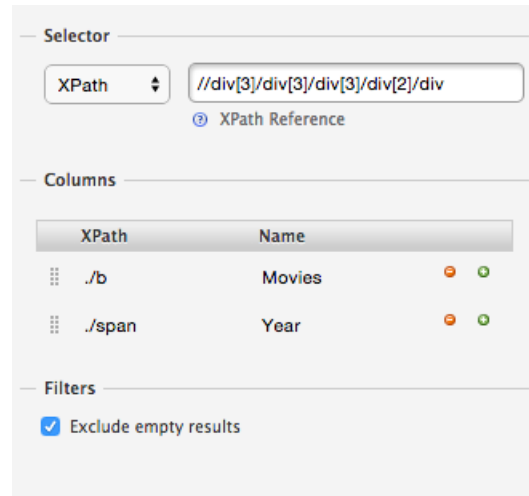 Selector
XPath //div[3]/div[3]/div[3]/div[2]/div
? XPath Reference
Columns
XPath Name
./b Movies
./span Year
Filters
Exclude empty results